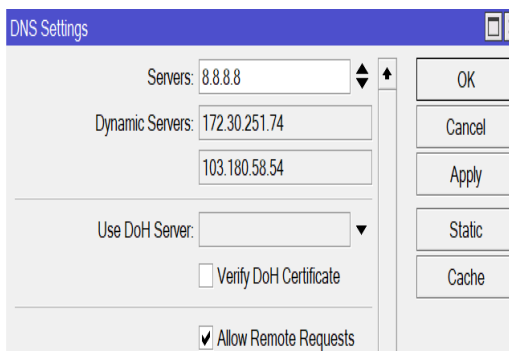 DNS Settings
Servers: 8.8.8.8
OK
Dynamic Servers: 172.30.251.74
Cancel
103.180.58.54
Apply
Use DoH Server:
Static
Verify DoH Certificate
Cache
Allow Remote Requests